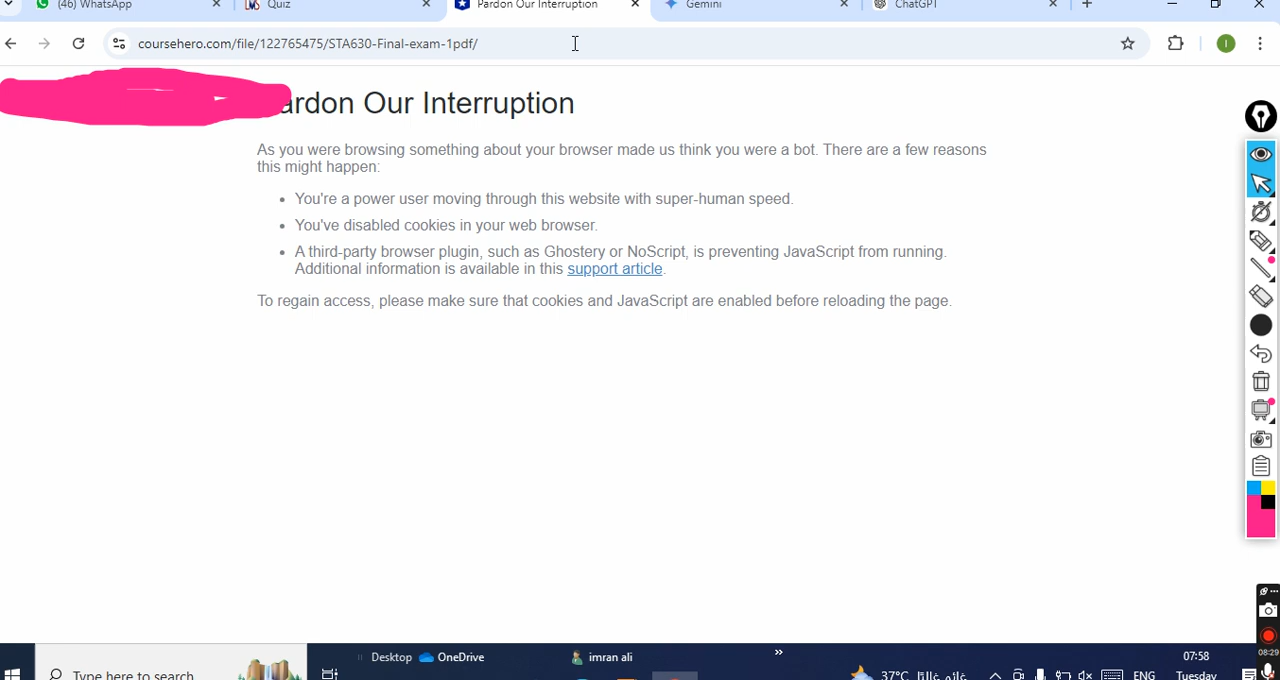 (46) WhatsApp
Quiz
Pardon Our Interruption
Gemini
ChatGPT
coursehero.com/file/122765475/STA630-Final-exam-1pdf/
I
ardon Our Interruption
As you were browsing something about your browser made us think you were a bot. There are a few reasons
this might happen:
You're a power user moving through this website with super-human speed.
You've disabled cookies in your web browser.
A third-party browser plugin, such as Ghostery or NoScript, is preventing JavaScript from running.
Additional information is available in this support article.
To regain access, please make sure that cookies and JavaScript are enabled before reloading the page.
08:29
Desktop OneDrive imran ali » 07:58
Type here to search 37°C غائم غالبًا ENG Tuesday